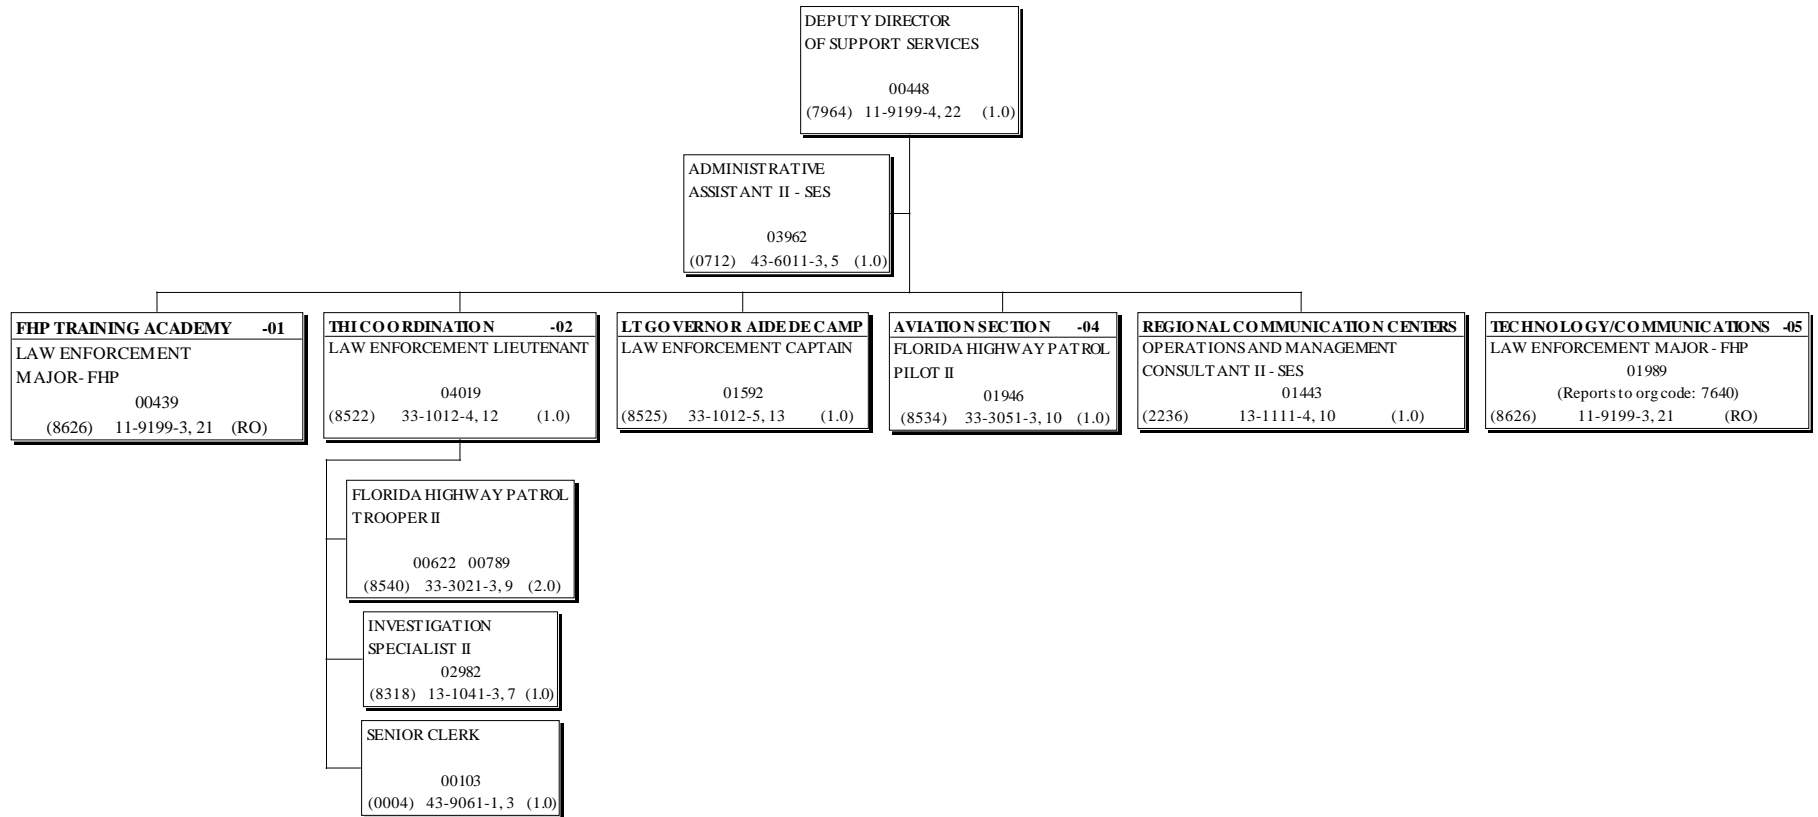 DEPUTY DIRECTOR
OF SUPPORT SERVICES
00448
(7964) 11-9199-4, 22 (1.0)
ADMINISTRATIVE
ASSISTANT II - SES
03962
(0712) 43-6011-3, 5 (1.0)
FHP TRAINING ACADEMY -01
LAW ENFORCEMENT
MAJOR- FHP
00439
(8626) 11-9199-3, 21 (RO)
THI COORDINATION -02
LAW ENFORCEMENT LIEUTENANT
04019
(8522) 33-1012-4, 12 (1.0)
LT GOVERNOR AIDE DE CAMP
LAW ENFORCEMENT CAPTAIN
01592
(8525) 33-1012-5, 13 (1.0)
AVIATION SECTION -04
FLORIDA HIGHWAY PATROL
PILOT II
01946
(8534) 33-3051-3, 10 (1.0)
REGIONAL COMMUNICATION CENTERS
OPERATIONS AND MANAGEMENT
CONSULTANT II - SES
01443
(2236) 13-1111-4, 10 (1.0)
TECHNOLOGY/COMMUNICATIONS -05
LAW ENFORCEMENT MAJOR - FHP
01989
(Reports to org code: 7640)
(8626) 11-9199-3, 21 (RO)
FLORIDA HIGHWAY PATROL
TROOPER II
00622 00789
(8540) 33-3021-3, 9 (2.0)
INVESTIGATION
SPECIALIST II
02982
(8318) 13-1041-3, 7 (1.0)
SENIOR CLERK
00103
(0004) 43-9061-1, 3 (1.0)